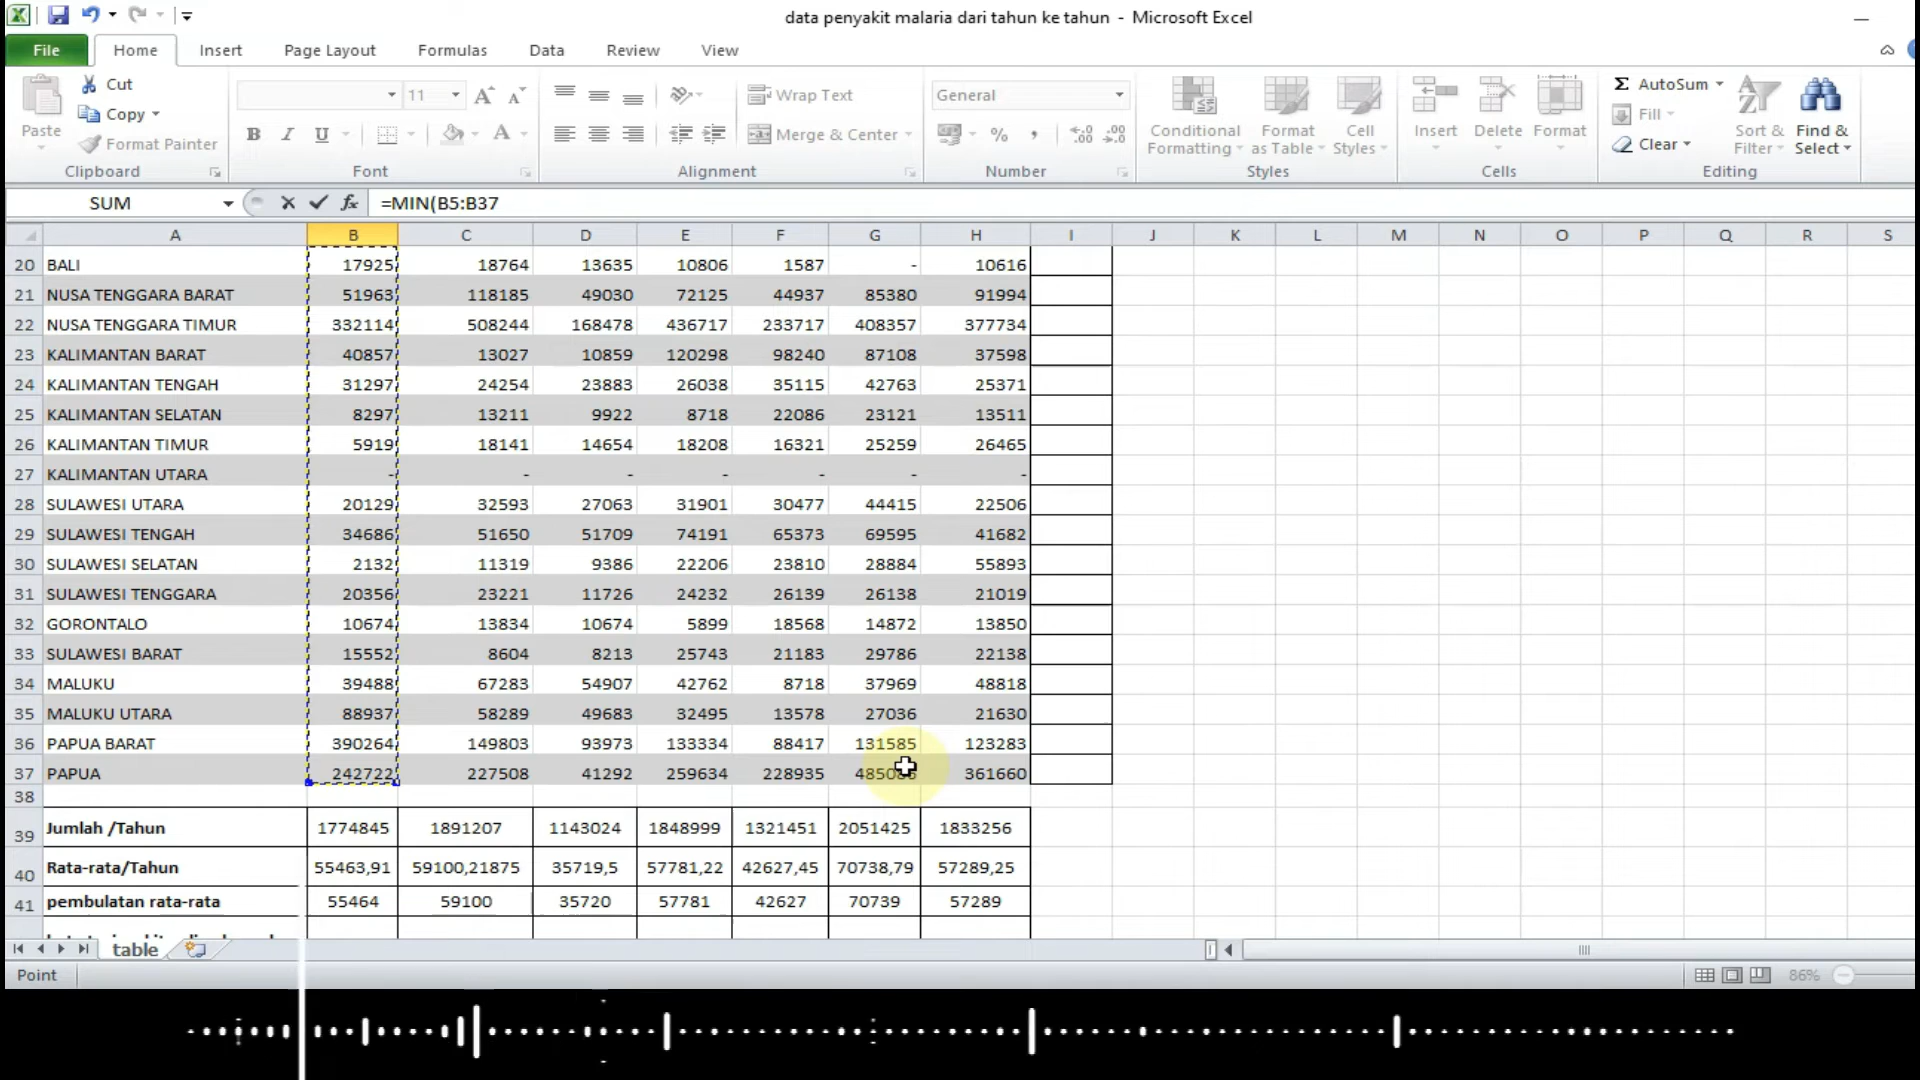 data penyakit malaria dari tahun ke tahun - Microsoft Excel
File Home Insert Page Layout Formulas Data Review View
Paste Cut Copy Format Painter
11 B I U A A A
Wrap Text Merge & Center
General % , ,00 ,0
Conditional Formatting Format as Table Cell Styles
Insert Delete Format
Σ AutoSum Fill Clear Sort & Filter Find & Select
Clipboard Font Alignment Number Styles Cells Editing
SUM fx =MIN(B5:B37
A B C D E F G H I J K L M N O P Q R S
20 BALI 17925 18764 13635 10806 1587 - 10616
21 NUSA TENGGARA BARAT 51963 118185 49030 72125 44937 85380 91994
22 NUSA TENGGARA TIMUR 332114 508244 168478 436717 233717 408357 377734
23 KALIMANTAN BARAT 40857 13027 10859 120298 98240 87108 37598
24 KALIMANTAN TENGAH 31297 24254 23883 26038 35115 42763 25371
25 KALIMANTAN SELATAN 8297 13211 9922 8718 22086 23121 13511
26 KALIMANTAN TIMUR 5919 18141 14654 18208 16321 25259 26465
27 KALIMANTAN UTARA - - - - - - -
28 SULAWESI UTARA 20129 32593 27063 31901 30477 44415 22506
29 SULAWESI TENGAH 34686 51650 51709 74191 65373 69595 41682
30 SULAWESI SELATAN 2132 11319 9386 22206 23810 28884 55893
31 SULAWESI TENGGARA 20356 23221 11726 24232 26139 26138 21019
32 GORONTALO 10674 13834 10674 5899 18568 14872 13850
33 SULAWESI BARAT 15552 8604 8213 25743 21183 29786 22138
34 MALUKU 39488 67283 54907 42762 8718 37969 48818
35 MALUKU UTARA 88937 58289 49683 32495 13578 27036 21630
36 PAPUA BARAT 390264 149803 93973 133334 88417 131585 123283
37 PAPUA 242722 227508 41292 259634 228935 361660
38
39 Jumlah /Tahun 1774845 1891207 1143024 1848999 1321451 2051425 1833256
40 Rata-rata/Tahun 55463,91 59100,21875 35719,5 57781,22 42627,45 70738,79 57289,25
41 pembulatan rata-rata 55464 59100 35720 57781 42627 70739 57289
table
Point 86%